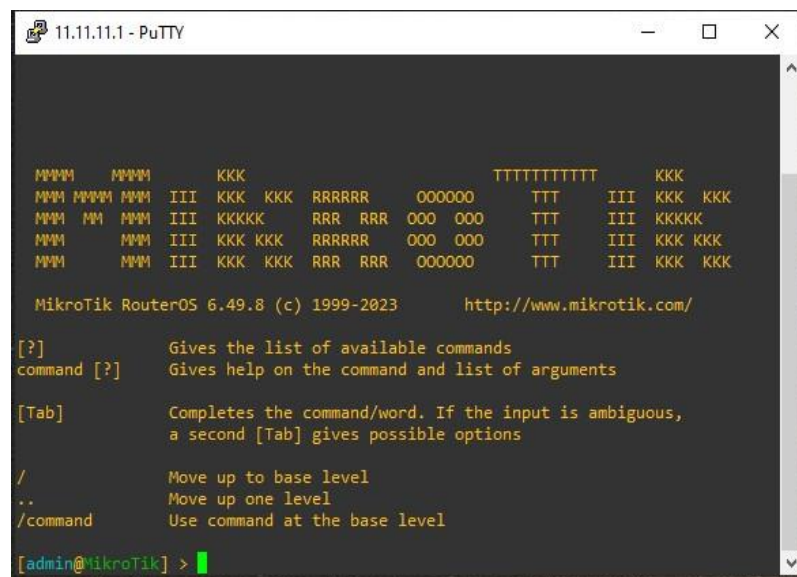 11.11.11.1 - PuTTY
MMMM    MMMM       KKK                          TTTTTTTTTTT      KKK
MMM MMMM MMM  III  KKK  KKK  RRRRRR     OOOOOO      TTT     III  KKK  KKK
MMM  MM  MMM  III  KKKKK     RRR  RRR  OOO  OOO     TTT     III  KKKKK
MMM      MMM  III  KKK KKK   RRRRRR    OOO  OOO     TTT     III  KKK KKK
MMM      MMM  III  KKK  KKK  RRR  RRR   OOOOOO      TTT     III  KKK  KKK
MikroTik RouterOS 6.49.8 (c) 1999-2023       http://www.mikrotik.com/
[?]             Gives the list of available commands
command [?]     Gives help on the command and list of arguments
[Tab]           Completes the command/word. If the input is ambiguous,
                a second [Tab] gives possible options
/               Move up to base level
..              Move up one level
/command        Use command at the base level
[admin@MikroTik] >